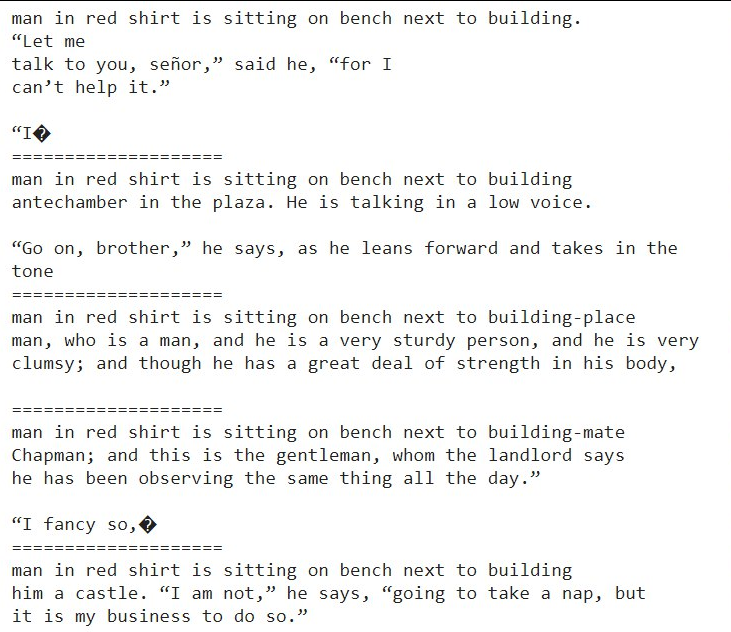 man in red shirt is sitting on bench next to building.
“Let me
talk to you, señor,” said he, “for I
can’t help it.”
“I�
====================
man in red shirt is sitting on bench next to building
antechamber in the plaza. He is talking in a low voice.
“Go on, brother,” he says, as he leans forward and takes in the
tone
====================
man in red shirt is sitting on bench next to building-place
man, who is a man, and he is a very sturdy person, and he is very
clumsy; and though he has a great deal of strength in his body,
====================
man in red shirt is sitting on bench next to building-mate
Chapman; and this is the gentleman, whom the landlord says
he has been observing the same thing all the day.”
“I fancy so,�
====================
man in red shirt is sitting on bench next to building
him a castle. “I am not,” he says, “going to take a nap, but
it is my business to do so.”